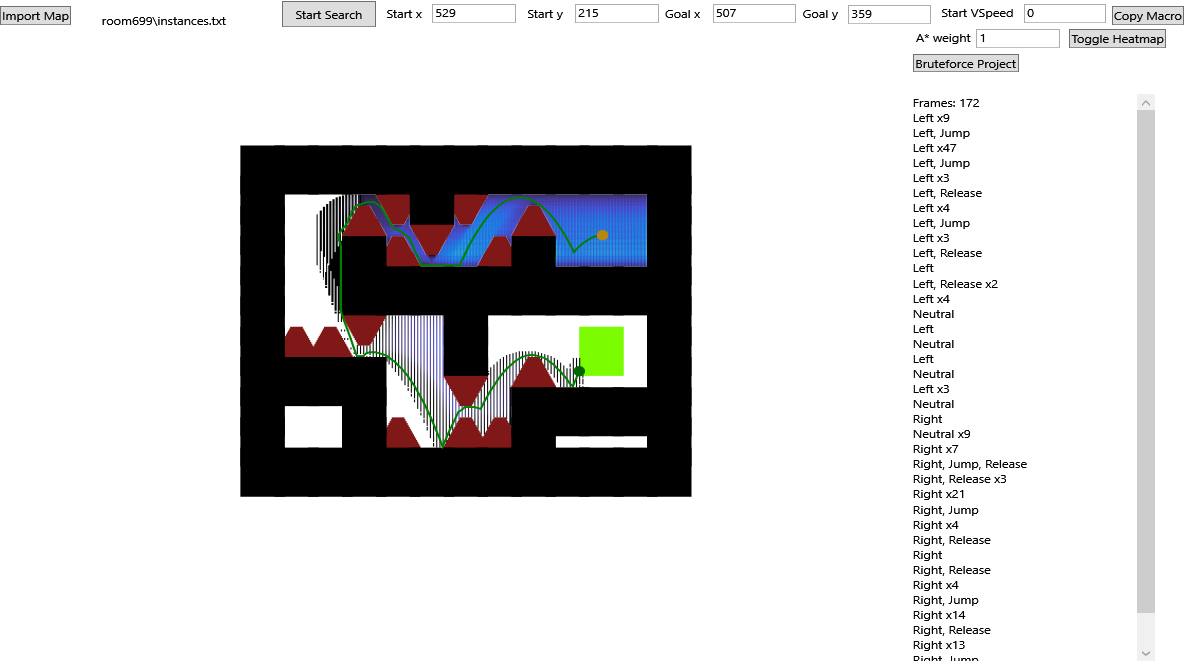 Import Map
room699\instances.txt
Start Search
Start x 529
Start y 215
Goal x 507
Goal y 359
Start VSpeed 0
Copy Macro
A* weight 1
Toggle Heatmap
Bruteforce Project
Frames: 172
Left x9
Left, Jump
Left x47
Left, Jump
Left x3
Left, Release
Left x4
Left, Jump
Left x3
Left, Release
Left
Left, Release x2
Left x4
Neutral
Left
Neutral
Left
Neutral
Left x3
Neutral
Right
Neutral x9
Right x7
Right, Jump, Release
Right, Release x3
Right x21
Right, Jump
Right x4
Right, Release
Right
Right, Release
Right x4
Right, Jump
Right x14
Right, Release
Right x13
Right, Jump